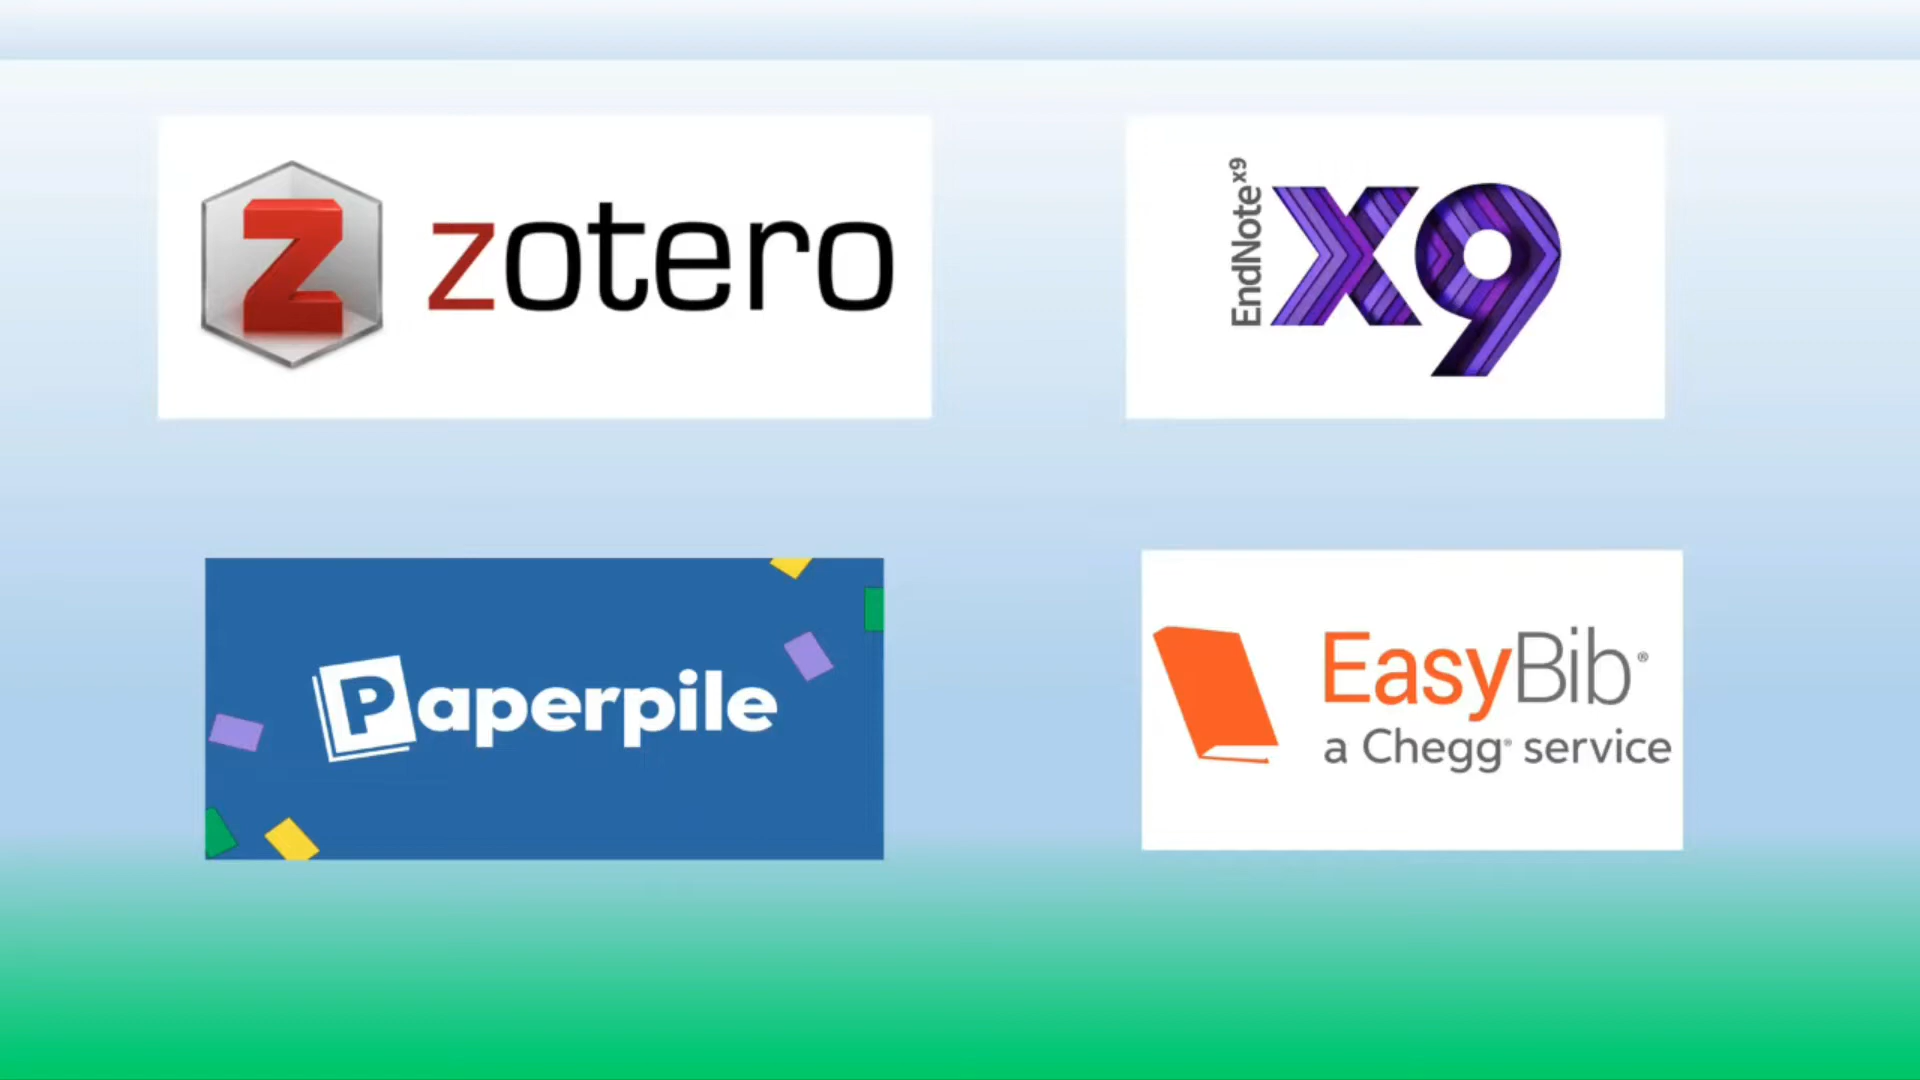 Z zotero
EndNote x9
X9
Paperpile
EasyBib®
a Chegg® service